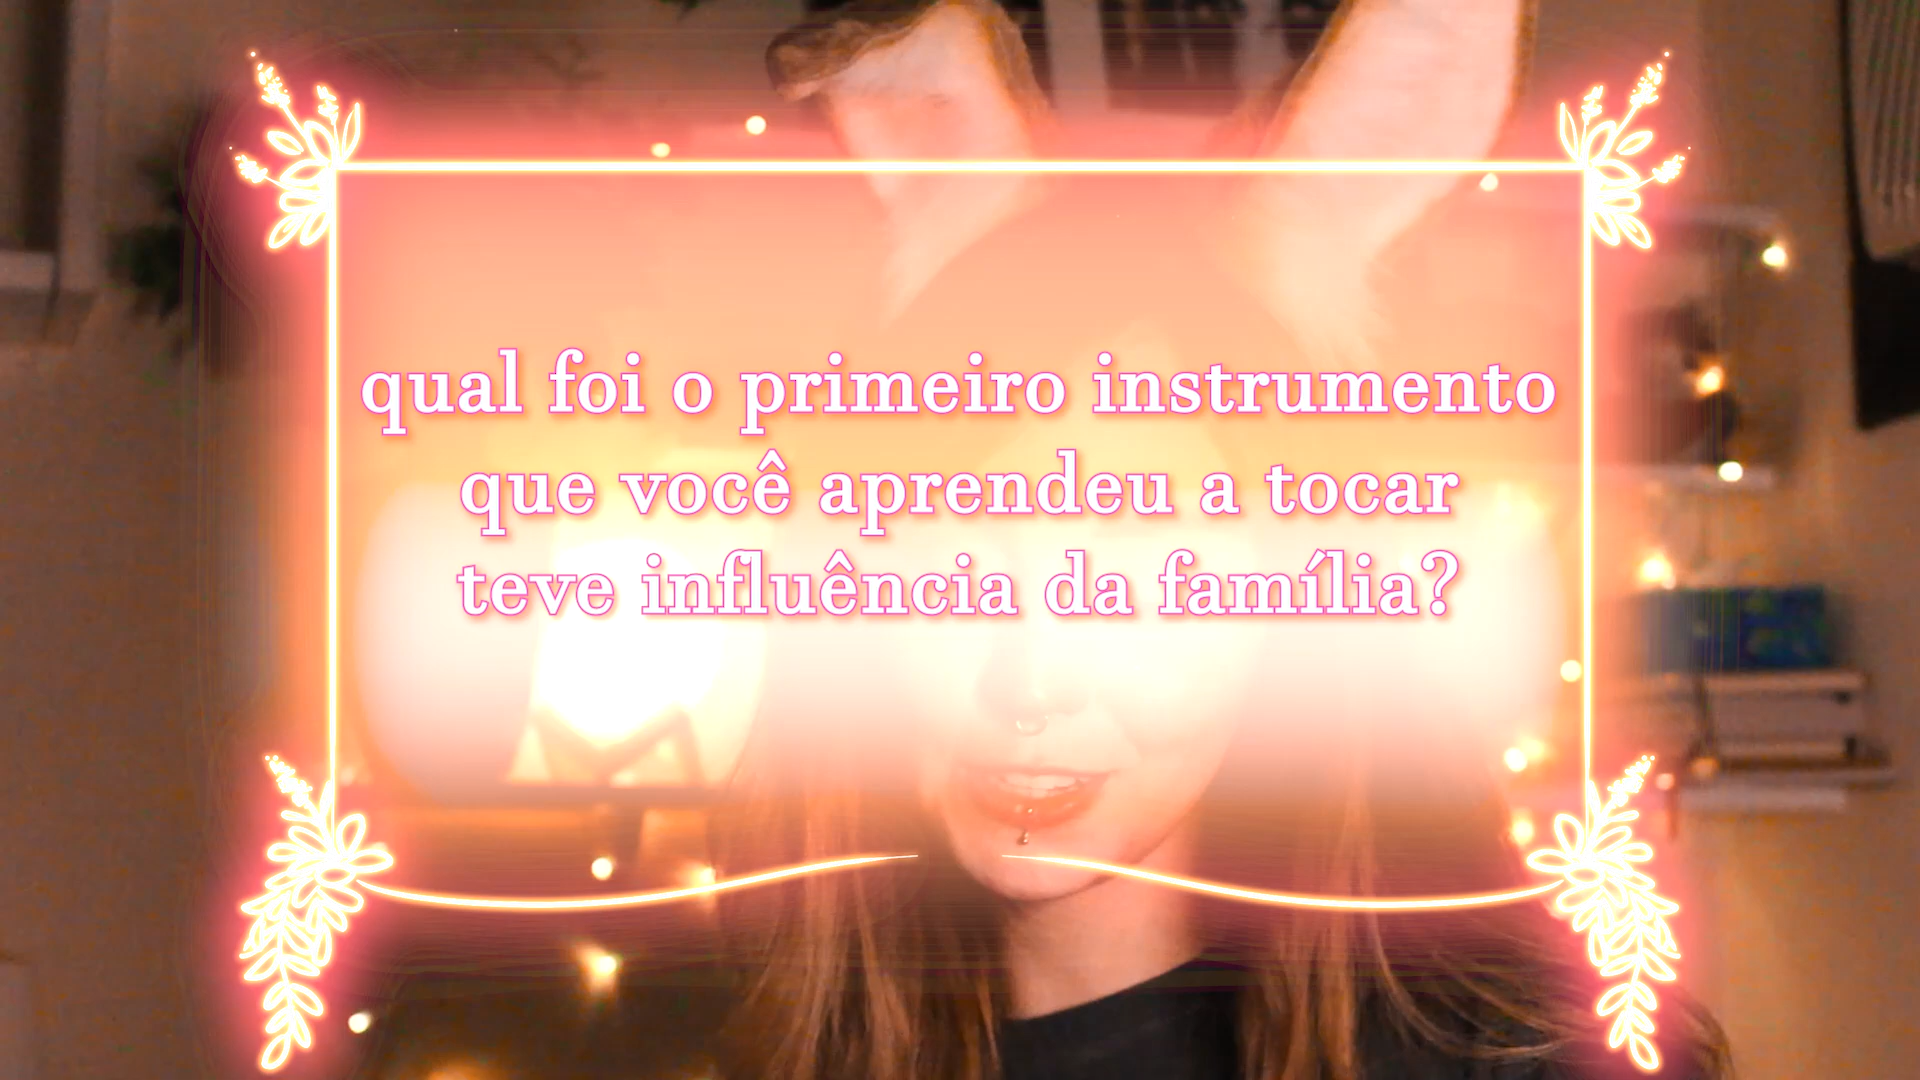 qual foi o primeiro instrumento
que você aprendeu a tocar
teve influência da família?